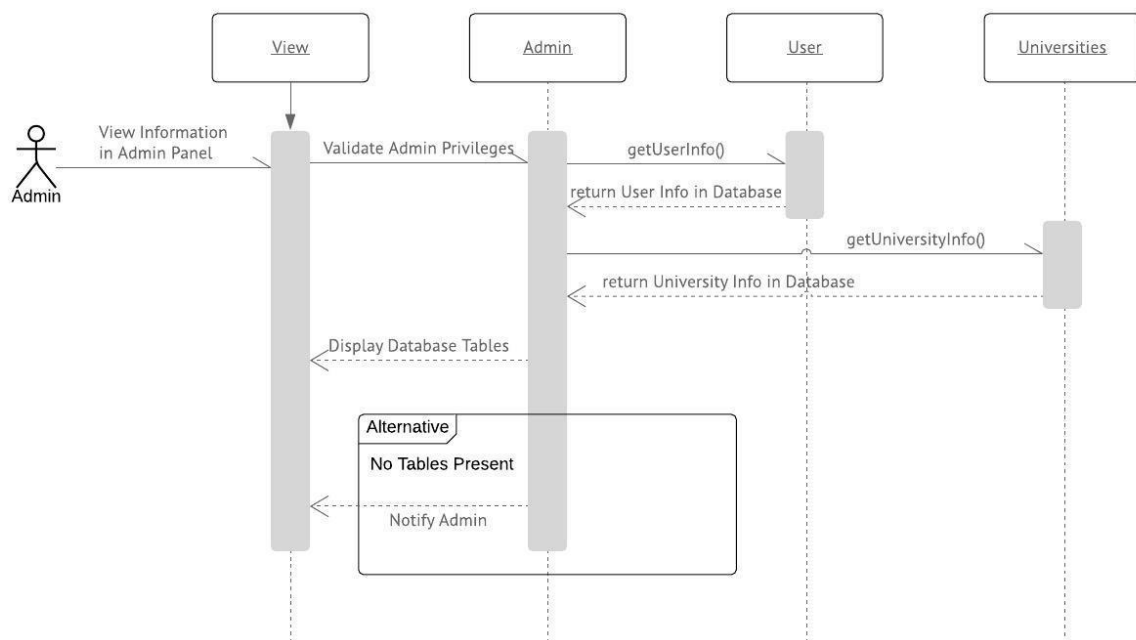 View
Admin
User
Universities
View Information
in Admin Panel
Admin
Validate Admin Privileges
getUserInfo()
return User Info in Database
getUniversityInfo()
return University Info in Database
Display Database Tables
Alternative
No Tables Present
Notify Admin